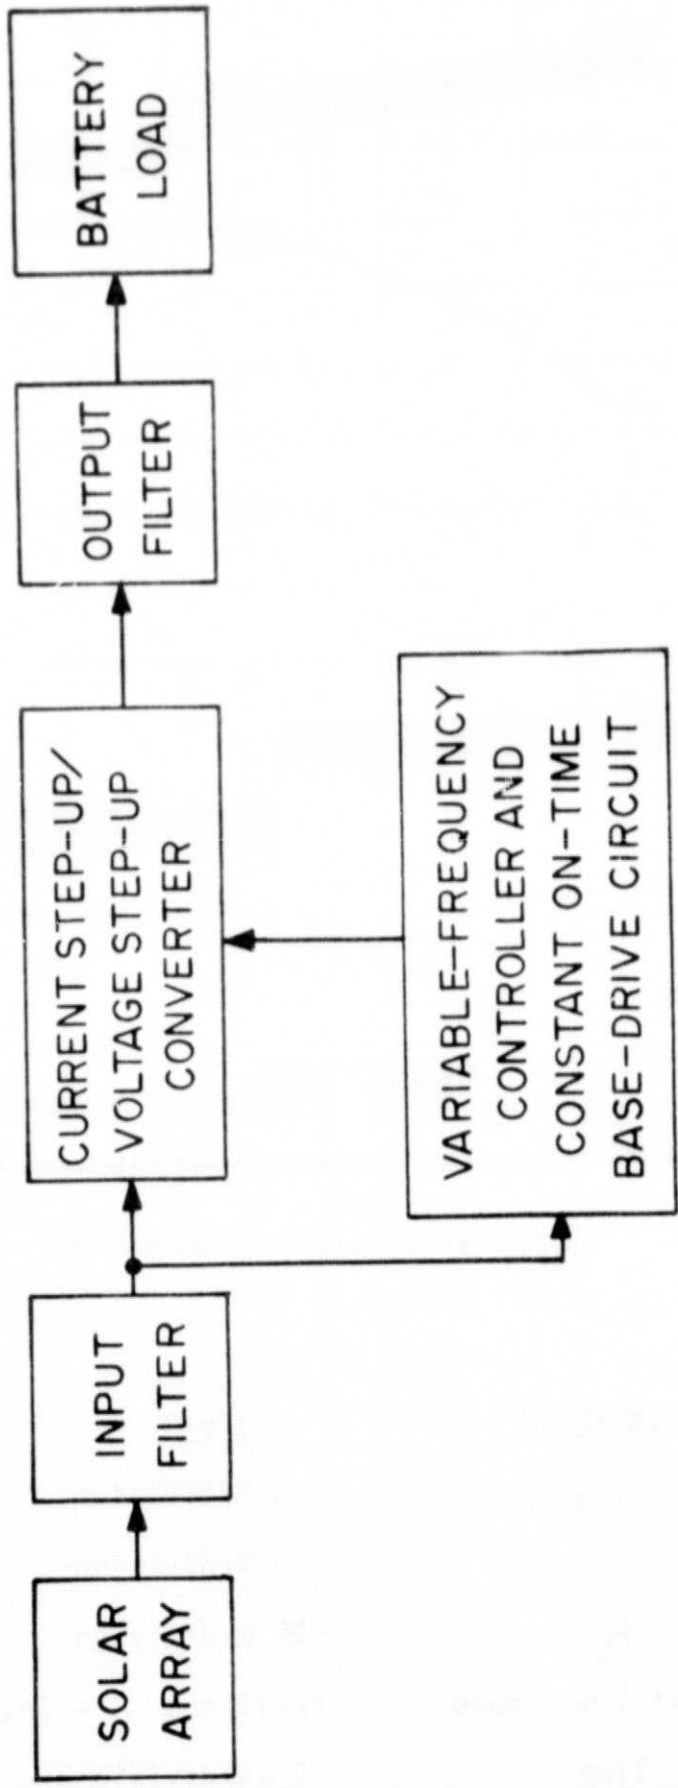 SOLAR
ARRAY
INPUT
FILTER
CURRENT STEP-UP/
VOLTAGE STEP-UP
CONVERTER
VARIABLE-FREQUENCY
CONTROLLER AND
CONSTANT ON-TIME
BASE-DRIVE CIRCUIT
OUTPUT
FILTER
BATTERY
LOAD